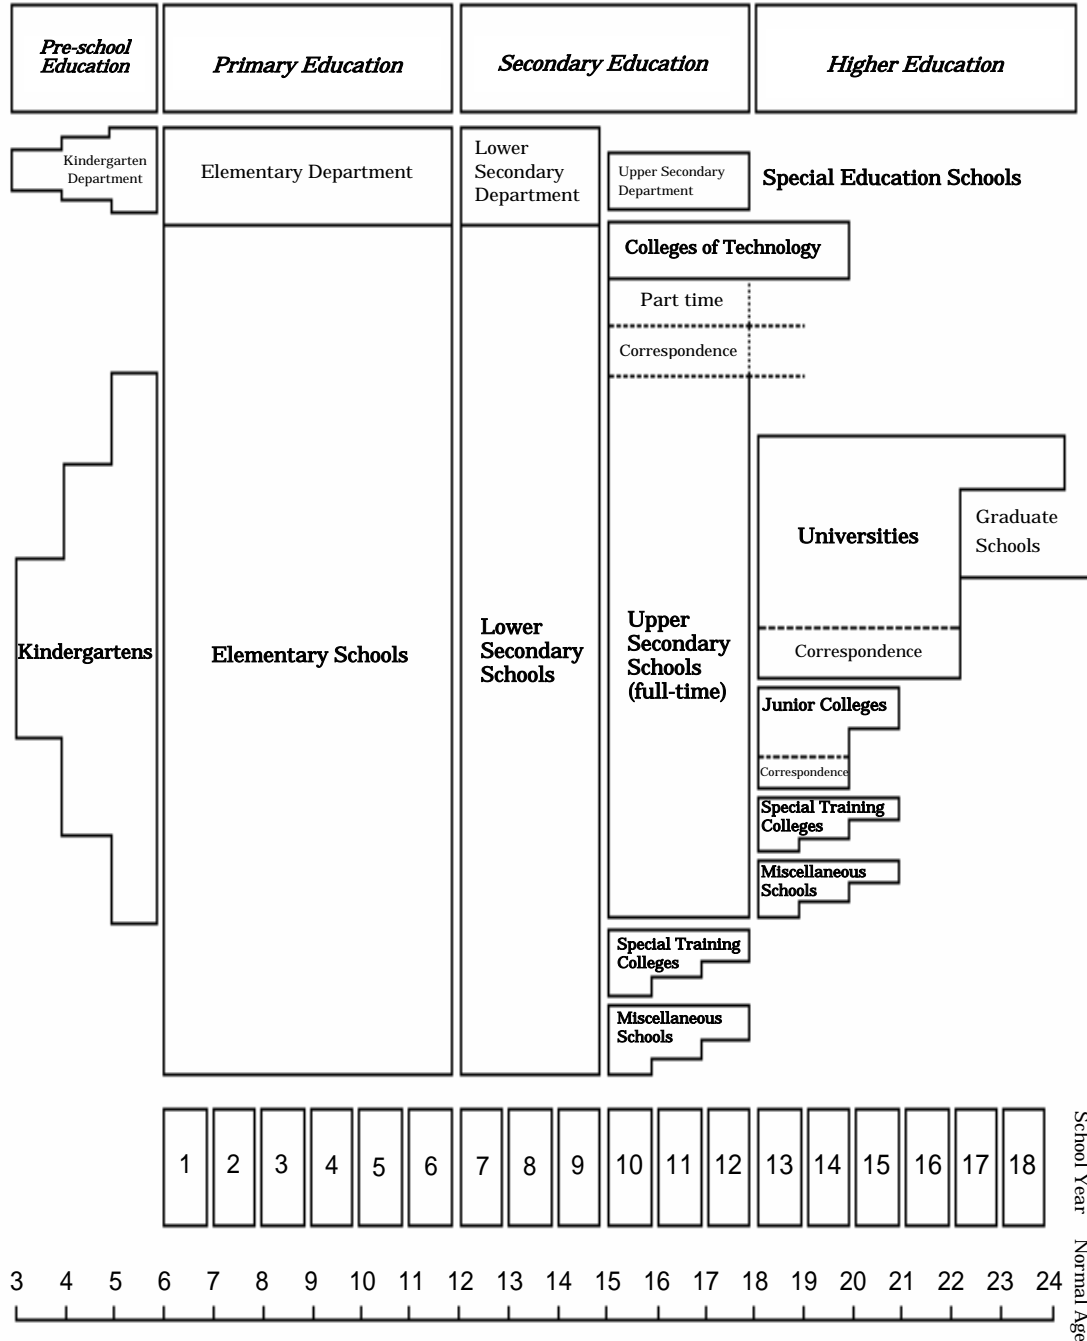 Pre-school
Education
Primary Education
Secondary Education
Higher Education
Kindergarten
Department
Elementary Department
Lower
Secondary
Department
Upper Secondary
Department
Special Education Schools
Colleges of Technology
Part time
Correspondence
Kindergartens
Elementary Schools
Lower
Secondary
Schools
Upper
Secondary
Schools
(full-time)
Universities
Graduate
Schools
Correspondence
Junior Colleges
Correspondence
Special Training
Colleges
Miscellaneous
Schools
Special Training
Colleges
Miscellaneous
Schools
1 2 3 4 5 6 7 8 9 10 11 12 13 14 15 16 17 18
School Year
3 4 5 6 7 8 9 10 11 12 13 14 15 16 17 18 19 20 21 22 23 24
Normal Age